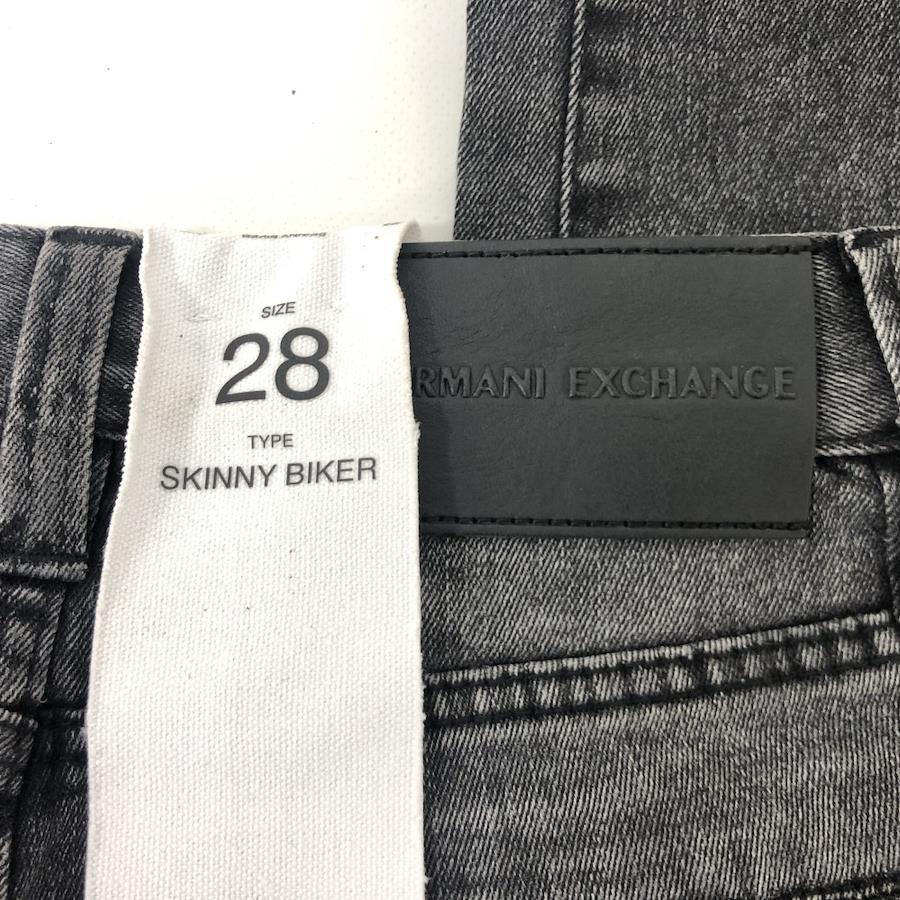 SIZE
28
TYPE
SKINNY BIKER
RMANI EXCHANGE